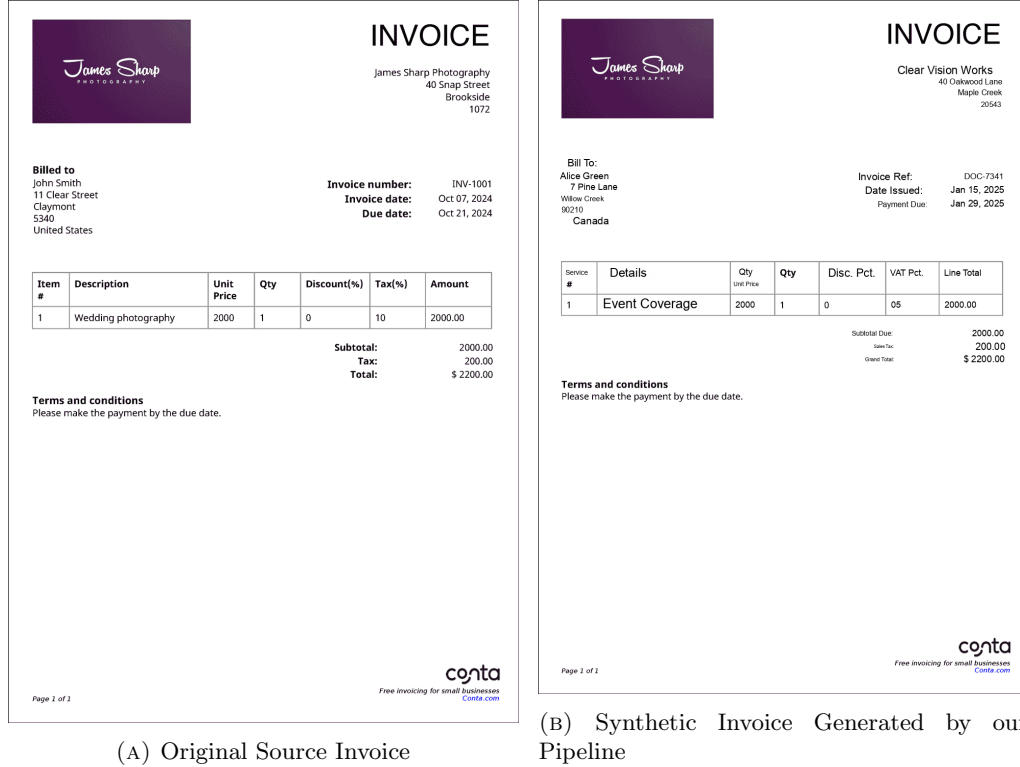 James Sharp
PHOTOGRAPHY
INVOICE
James Sharp Photography
40 Snap Street
Brookside
1072
Billed to
John Smith
11 Clear Street
Claymont
5340
United States
Invoice number: INV-1001
Invoice date: Oct 07, 2024
Due date: Oct 21, 2024
Item # Description Unit Price Qty Discount(%) Tax(%) Amount
1 Wedding photography 2000 1 0 10 2000.00
Subtotal: 2000.00
Tax: 200.00
Total: $ 2200.00
Terms and conditions
Please make the payment by the due date.
conta
Free invoicing for small businesses
Conta.com
Page 1 of 1
(A) Original Source Invoice
James Sharp
PHOTOGRAPHY
INVOICE
Clear Vision Works
40 Oakwood Lane
Maple Creek
20543
Bill To:
Alice Green
7 Pine Lane
Willow Creek
90210
Canada
Invoice Ref: DOC-7341
Date Issued: Jan 15, 2025
Payment Due: Jan 29, 2025
Service # Details Qty Unit Price Qty Disc. Pct. VAT Pct. Line Total
1 Event Coverage 2000 1 0 05 2000.00
Subtotal Due: 2000.00
Sales Tax: 200.00
Grand Total: $ 2200.00
Terms and conditions
Please make the payment by the due date.
conta
Free invoicing for small businesses
Conta.com
Page 1 of 1
(B) Synthetic Invoice Generated by our
Pipeline